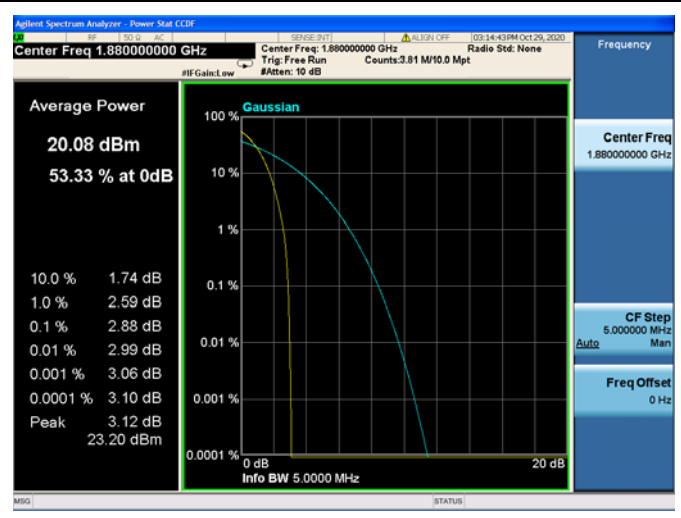 Agilent Spectrum Analyzer - Power Stat CCDF
RF 50 Ω AC SENSE:INT ALIGN OFF 03:14:43 PM Oct 29, 2020
Center Freq 1.880000000 GHz
Center Freq: 1.880000000 GHz Radio Std: None
Trig: Free Run Counts:3.81 M/10.0 Mpt
#IFGain:Low #Atten: 10 dB
Frequency
Average Power
20.08 dBm
53.33 % at 0dB
10.0 % 1.74 dB
1.0 % 2.59 dB
0.1 % 2.88 dB
0.01 % 2.99 dB
0.001 % 3.06 dB
0.0001 % 3.10 dB
Peak 3.12 dB
23.20 dBm
Gaussian
100 %
10 %
1 %
0.1 %
0.01 %
0.001 %
0.0001 %
0 dB 20 dB
Info BW 5.0000 MHz
Center Freq
1.880000000 GHz
CF Step
5.000000 MHz
Auto Man
Freq Offset
0 Hz
MSG STATUS